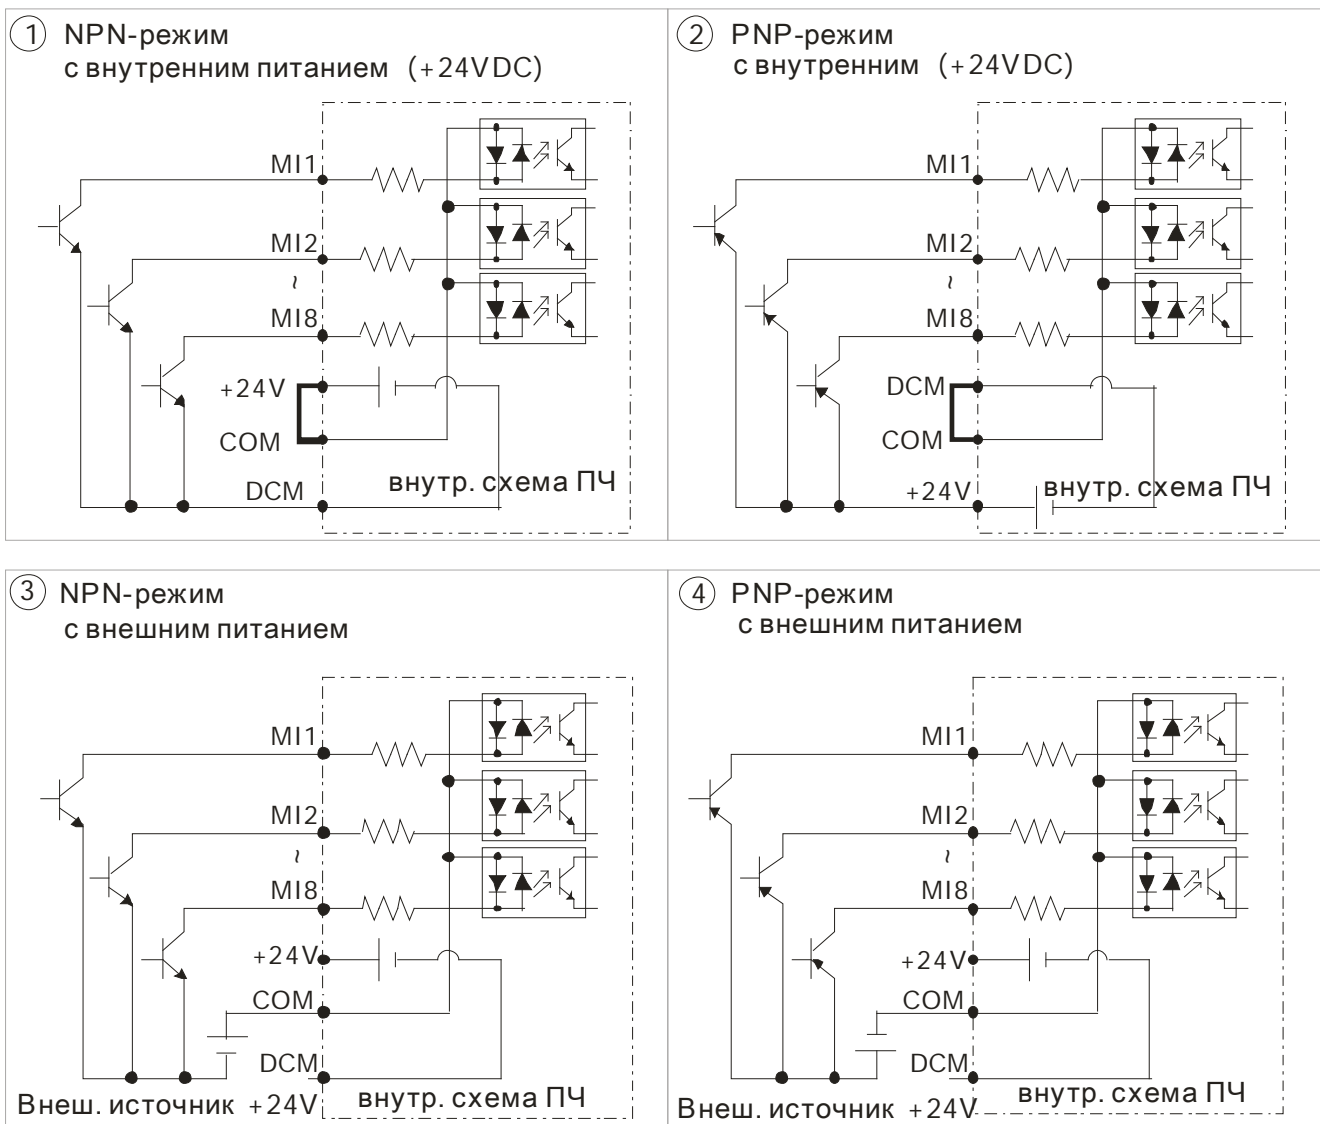 1 NPN-режим
с внутренним питанием (+24VDC)
MI1
MI2
~
MI8
+24V
COM
DCM
внутр. схема ПЧ
2 PNP-режим
с внутренним (+24VDC)
MI1
MI2
~
MI8
DCM
COM
+24V
внутр. схема ПЧ
3 NPN-режим
с внешним питанием
MI1
MI2
~
MI8
+24V
COM
DCM
внутр. схема ПЧ
Внеш. источник +24V
4 PNP-режим
с внешним питанием
MI1
MI2
~
MI8
+24V
COM
DCM
внутр. схема ПЧ
Внеш. источник +24V